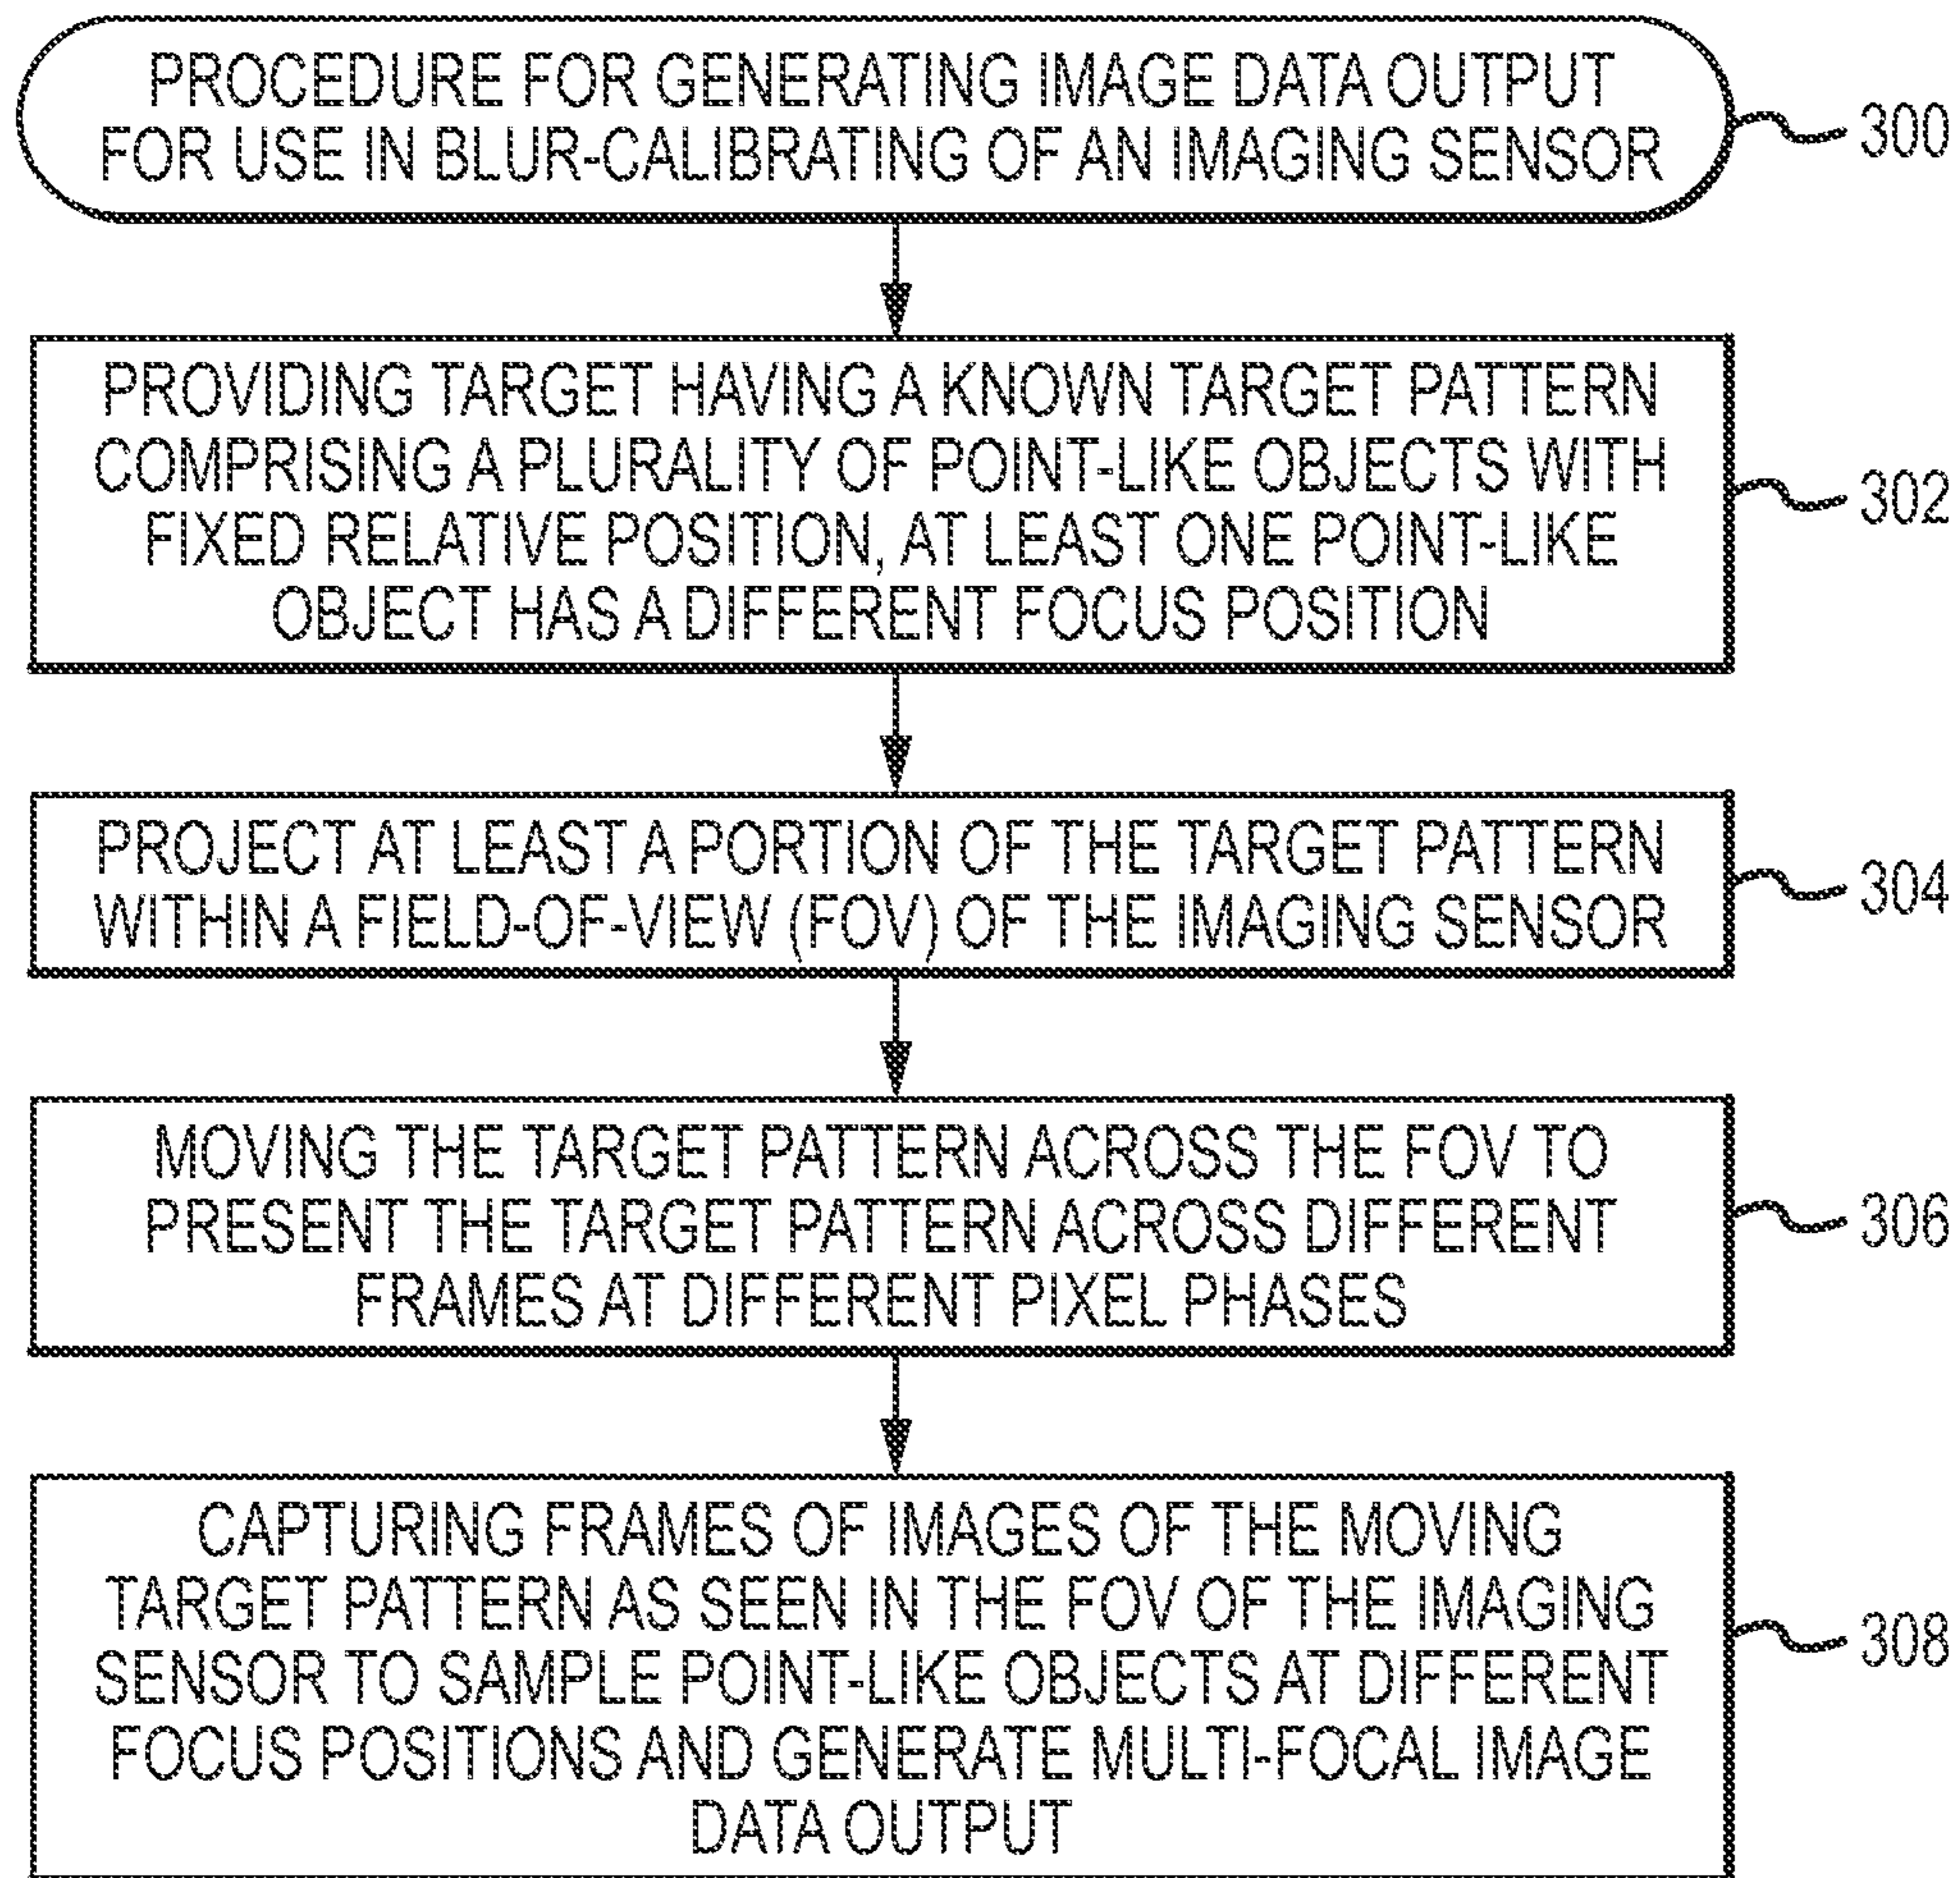 PROCEDURE FOR GENERATING IMAGE DATA OUTPUT
FOR USE IN BLUR-CALIBRATING OF AN IMAGING SENSOR
300
PROVIDING TARGET HAVING A KNOWN TARGET PATTERN
COMPRISING A PLURALITY OF POINT-LIKE OBJECTS WITH
FIXED RELATIVE POSITION, AT LEAST ONE POINT-LIKE
OBJECT HAS A DIFFERENT FOCUS POSITION
302
PROJECT AT LEAST A PORTION OF THE TARGET PATTERN
WITHIN A FIELD-OF-VIEW (FOV) OF THE IMAGING SENSOR
304
MOVING THE TARGET PATTERN ACROSS THE FOV TO
PRESENT THE TARGET PATTERN ACROSS DIFFERENT
FRAMES AT DIFFERENT PIXEL PHASES
306
CAPTURING FRAMES OF IMAGES OF THE MOVING
TARGET PATTERN AS SEEN IN THE FOV OF THE IMAGING
SENSOR TO SAMPLE POINT-LIKE OBJECTS AT DIFFERENT
FOCUS POSITIONS AND GENERATE MULTI-FOCAL IMAGE
DATA OUTPUT
308